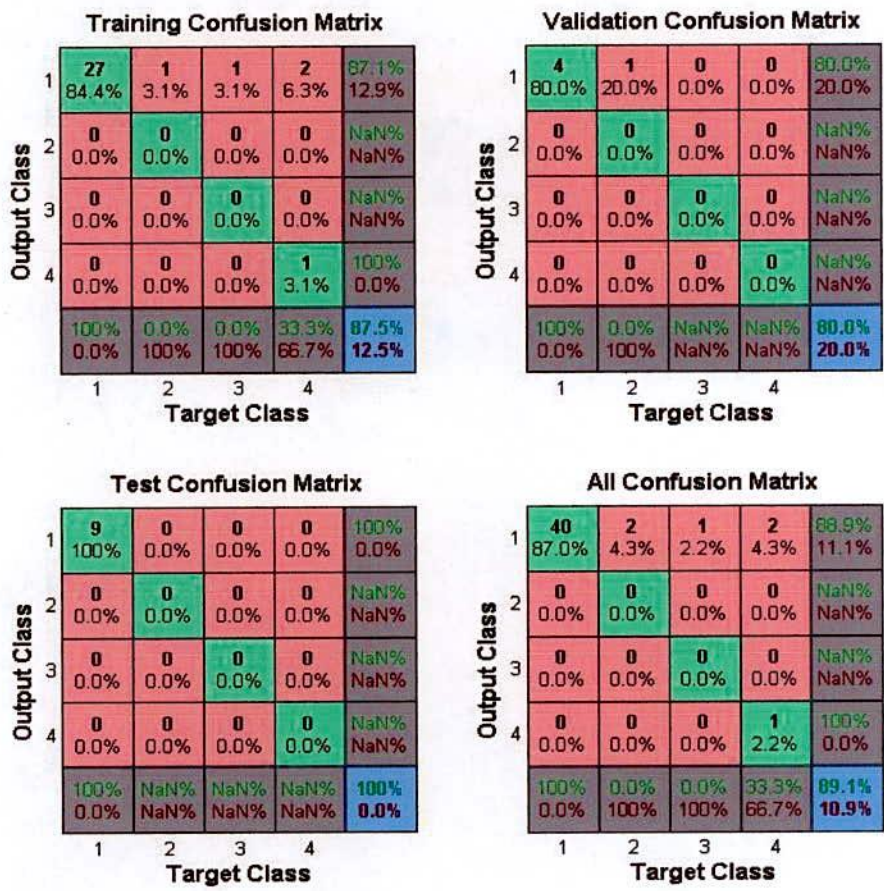 Training Confusion Matrix
27 1 1 2 87.1%
1 84.4% 3.1% 3.1% 6.3% 12.9%
0 0 0 0 NaN%
2 0.0% 0.0% 0.0% 0.0% NaN%
0 0 0 0 NaN%
3 0.0% 0.0% 0.0% 0.0% NaN%
0 0 0 1 100%
4 0.0% 0.0% 0.0% 3.1% 0.0%
100% 0.0% 0.0% 33.3% 87.5%
0.0% 100% 100% 66.7% 12.5%
1 2 3 4
Target Class
Output Class
Validation Confusion Matrix
4 1 0 0 80.0%
1 80.0% 20.0% 0.0% 0.0% 20.0%
0 0 0 0 NaN%
2 0.0% 0.0% 0.0% 0.0% NaN%
0 0 0 0 NaN%
3 0.0% 0.0% 0.0% 0.0% NaN%
0 0 0 0 NaN%
4 0.0% 0.0% 0.0% 0.0% NaN%
100% 0.0% NaN% NaN% 80.0%
0.0% 100% NaN% NaN% 20.0%
1 2 3 4
Target Class
Output Class
Test Confusion Matrix
9 0 0 0 100%
1 100% 0.0% 0.0% 0.0% 0.0%
0 0 0 0 NaN%
2 0.0% 0.0% 0.0% 0.0% NaN%
0 0 0 0 NaN%
3 0.0% 0.0% 0.0% 0.0% NaN%
0 0 0 0 NaN%
4 0.0% 0.0% 0.0% 0.0% NaN%
100% NaN% NaN% NaN% 100%
0.0% NaN% NaN% NaN% 0.0%
1 2 3 4
Target Class
Output Class
All Confusion Matrix
40 2 1 2 88.9%
1 87.0% 4.3% 2.2% 4.3% 11.1%
0 0 0 0 NaN%
2 0.0% 0.0% 0.0% 0.0% NaN%
0 0 0 0 NaN%
3 0.0% 0.0% 0.0% 0.0% NaN%
0 0 0 1 100%
4 0.0% 0.0% 0.0% 2.2% 0.0%
100% 0.0% 0.0% 33.3% 89.1%
0.0% 100% 100% 66.7% 10.9%
1 2 3 4
Target Class
Output Class